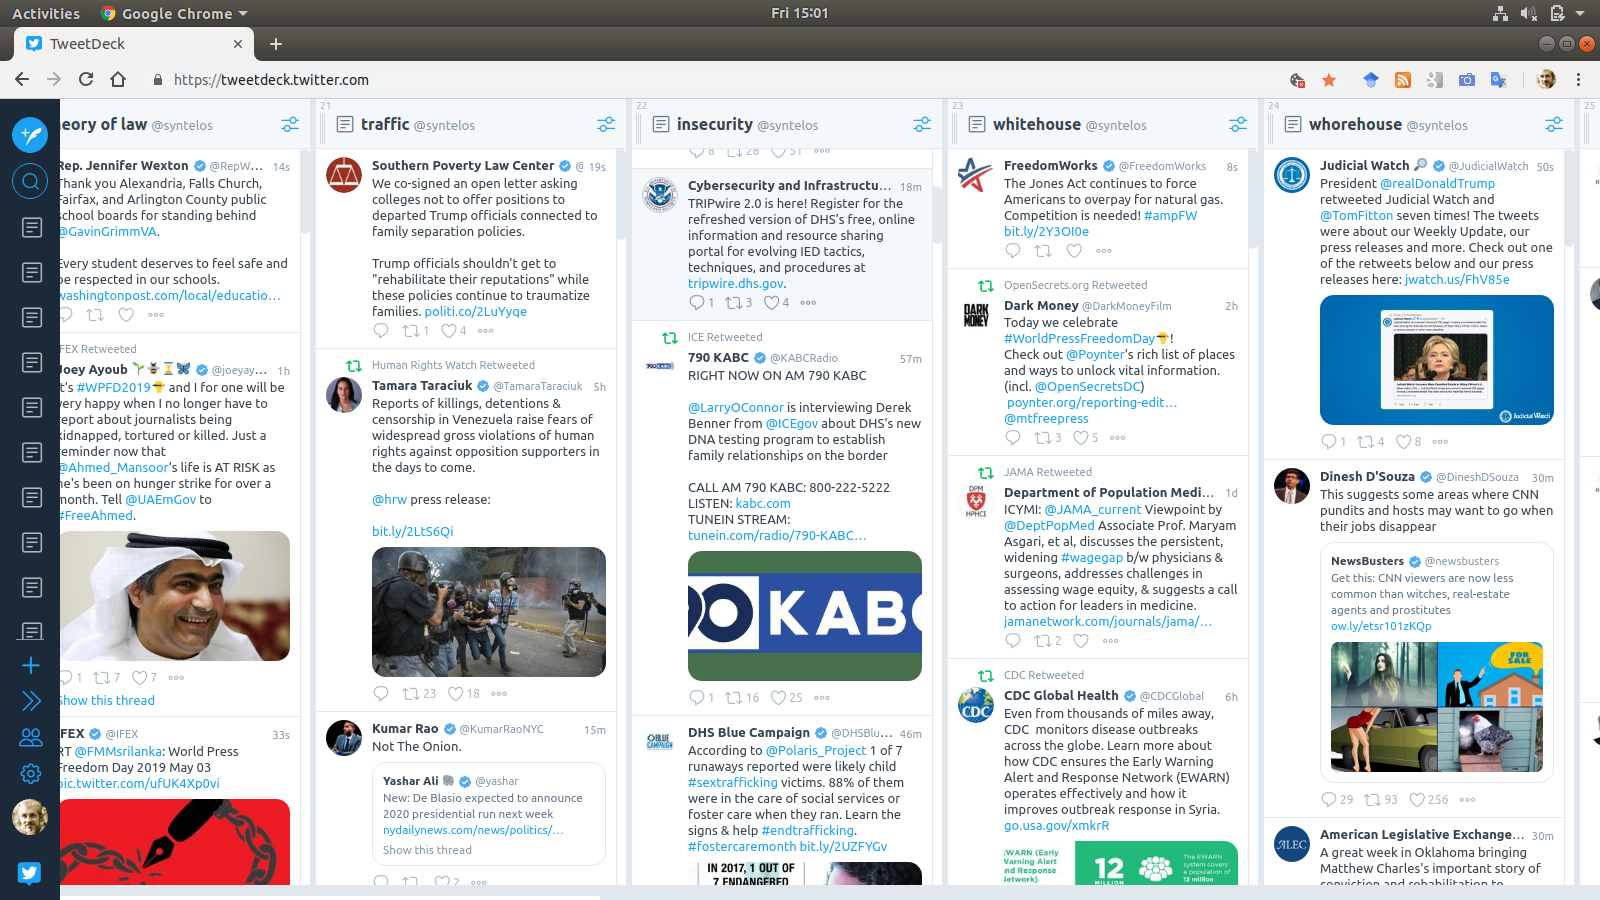 Activities
Google Chrome
Fri 15:01
TweetDeck
https://tweetdeck.twitter.com
eory of law @syntelos
Rep. Jennifer Wexton @RepW… 14s
Thank you Alexandria, Falls Church,
Fairfax, and Arlington County public
school boards for standing behind
@GavinGrimmVA.
Every student deserves to feel safe and
be respected in our schools.
washingtonpost.com/local/educatio…
IFEX Retweeted
Joey Ayoub @joeyay… 1h
It's #WPFD2019 and I for one will be
very happy when I no longer have to
report about journalists being
kidnapped, tortured or killed. Just a
reminder now that
@Ahmed_Mansoor's life is AT RISK as
he's been on hunger strike for over a
month. Tell @UAEmGov to
#FreeAhmed.
1 7 7
Show this thread
IFEX @IFEX 33s
RT @FMMsrilanka: World Press
Freedom Day 2019 May 03
pic.twitter.com/ufUK4Xp0vi
21
traffic @syntelos
Southern Poverty Law Center @ 19s
We co-signed an open letter asking
colleges not to offer positions to
departed Trump officials connected to
family separation policies.
Trump officials shouldn't get to
"rehabilitate their reputations" while
these policies continue to traumatize
families. politi.co/2LuYyqe
1 4
Human Rights Watch Retweeted
Tamara Taraciuk @TamaraTaraciuk 5h
Reports of killings, detentions &
censorship in Venezuela raise fears of
widespread gross violations of human
rights against opposition supporters in
the days to come.
@hrw press release:
bit.ly/2LtS6Qi
23 18
Kumar Rao @KumarRaoNYC 15m
Not The Onion.
Yashar Ali @yashar
New: De Blasio expected to announce
2020 presidential run next week
nydailynews.com/news/politics/…
Show this thread
2
22
insecurity @syntelos
8 28 51
Cybersecurity and Infrastructu… 18m
TRIPwire 2.0 is here! Register for the
refreshed version of DHS's free, online
information and resource sharing
portal for evolving IED tactics,
techniques, and procedures at
tripwire.dhs.gov.
1 3 4
ICE Retweeted
790 KABC @KABCRadio 57m
RIGHT NOW ON AM 790 KABC
@LarryOConnor is interviewing Derek
Benner from @ICEgov about DHS's new
DNA testing program to establish
family relationships on the border
CALL AM 790 KABC: 800-222-5222
LISTEN: kabc.com
TUNEIN STREAM:
tunein.com/radio/790-KABC…
90 KABC
1 16 25
DHS Blue Campaign @DHSBlu… 46m
According to @Polaris_Project 1 of 7
runaways reported were likely child
#sextrafficking victims. 88% of them
were in the care of social services or
foster care when they ran. Learn the
signs & help #endtrafficking.
#fostercaremonth bit.ly/2UZFYGv
IN 2017, 1 OUT OF
7 ENDANGERED
23
whitehouse @syntelos
FreedomWorks @FreedomWorks 8s
The Jones Act continues to force
Americans to overpay for natural gas.
Competition is needed! #ampFW
bit.ly/2Y3OI0e
OpenSecrets.org Retweeted
DARK
MONEY
Dark Money @DarkMoneyFilm 2h
Today we celebrate
#WorldPressFreedomDay!
Check out @Poynter's rich list of places
and ways to unlock vital information.
(incl. @OpenSecretsDC)
poynter.org/reporting-edit…
@mtfreepress
3 5
JAMA Retweeted
DPM
HPHCI
Department of Population Medi… 1d
ICYMI: @JAMA_current Viewpoint by
@DeptPopMed Associate Prof. Maryam
Asgari, et al, discusses the persistent,
widening #wagegap b/w physicians &
surgeons, addresses challenges in
assessing wage equity, & suggests a call
to action for leaders in medicine.
jamanetwork.com/journals/jama/…
2
CDC Retweeted
CDC
CDC Global Health @CDCGlobal 6h
Even from thousands of miles away,
CDC monitors disease outbreaks
across the globe. Learn more about
how CDC ensures the Early Warning
Alert and Response Network (EWARN)
operates effectively and how it
improves outbreak response in Syria.
go.usa.gov/xmkrR
EWARN (Early
Warning Alert
and Response
Network)
12
MILLION
The EWARN
system covers
a population of
12 million
24
whorehouse @syntelos
Judicial Watch @JudicialWatch 50s
President @realDonaldTrump
retweeted Judicial Watch and
@TomFitton seven times! The tweets
were about our Weekly Update, our
press releases and more. Check out one
of the retweets below and our press
releases here: jwatch.us/FhV85e
Judicial Watch
1 4 8
Dinesh D'Souza @DineshDSouza 30m
This suggests some areas where CNN
pundits and hosts may want to go when
their jobs disappear
NewsBusters @newsbusters
Get this: CNN viewers are now less
common than witches, real-estate
agents and prostitutes
ow.ly/etsr101zKQp
FOR
SALE
29 93 256
ALEC
American Legislative Exchange… 30m
A great week in Oklahoma bringing
Matthew Charles's important story of
conviction and rehabilitation to
25